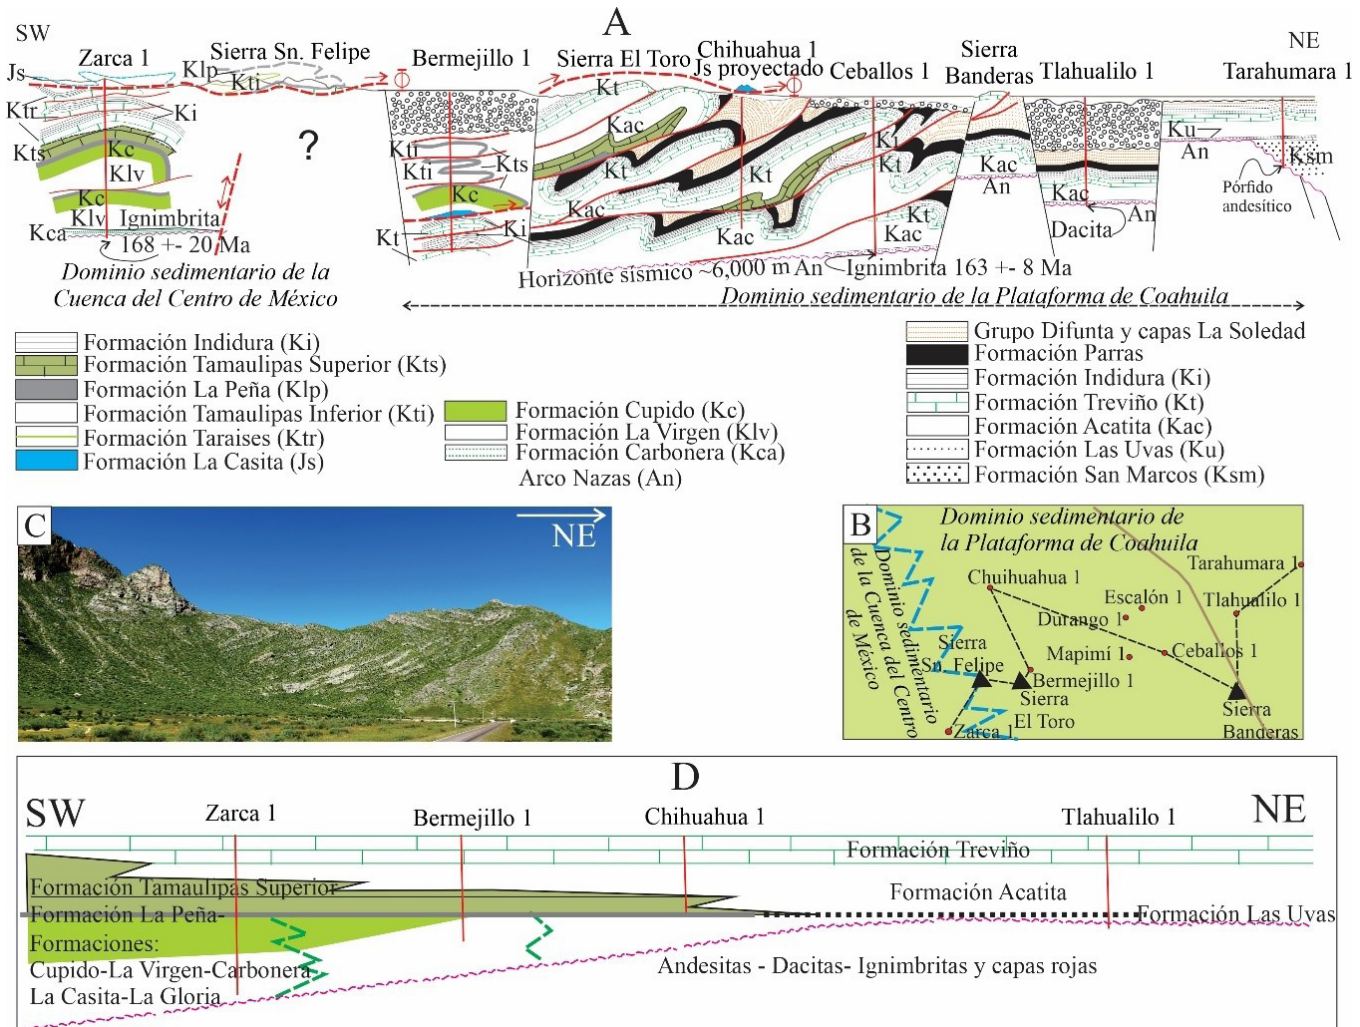 A
SW
NE
Zarca 1
Sierra Sn. Felipe
Bermejillo 1
Sierra El Toro
Chihuahua 1
Js proyectado
Ceballos 1
Sierra
Banderas
Tlahualilo 1
Tarahumara 1
Js
Klp
Kti
Ktr
Ki
Kts
Kc
Klv
Kc
Klv
Ignimbrita
Kca
168 +- 20 Ma
?
Kti
Kts
Kti
Kc
Kt
Ki
Kt
Kac
Kt
Kac
Kt
Kac
Ki
Kt
Kt
Kac
Kac
An
Kac
An
Dacita
Ku
An
Ksm
Pórfido
andesítico
Horizonte sísmico ~6,000 m
An
Ignimbrita 163 +- 8 Ma
Dominio sedimentario de la
Cuenca del Centro de México
Dominio sedimentario de la Plataforma de Coahuila
Formación Indidura (Ki)
Formación Tamaulipas Superior (Kts)
Formación La Peña (Klp)
Formación Tamaulipas Inferior (Kti)
Formación Taraises (Ktr)
Formación La Casita (Js)
Formación Cupido (Kc)
Formación La Virgen (Klv)
Formación Carbonera (Kca)
Arco Nazas (An)
Grupo Difunta y capas La Soledad
Formación Parras
Formación Indidura (Ki)
Formación Treviño (Kt)
Formación Acatita (Kac)
Formación Las Uvas (Ku)
Formación San Marcos (Ksm)
C
NE
B
Dominio sedimentario de
la Plataforma de Coahuila
Dominio sedimentario
de la Cuenca del Centro
de México
Chuihuahua 1
Tarahumara 1
Escalón 1
Tlahualilo 1
Durango 1
Mapimí 1
Ceballos 1
Sierra
Sn. Felipe
Bermejillo 1
Sierra
El Toro
Zarca 1
Sierra
Banderas
D
SW
NE
Zarca 1
Bermejillo 1
Chihuahua 1
Tlahualilo 1
Formación Treviño
Formación Tamaulipas Superior
Formación Acatita
Formación La Peña-
Formación Las Uvas
Formaciones:
Cupido-La Virgen-Carbonera
La Casita-La Gloria
Andesitas - Dacitas- Ignimbritas y capas rojas